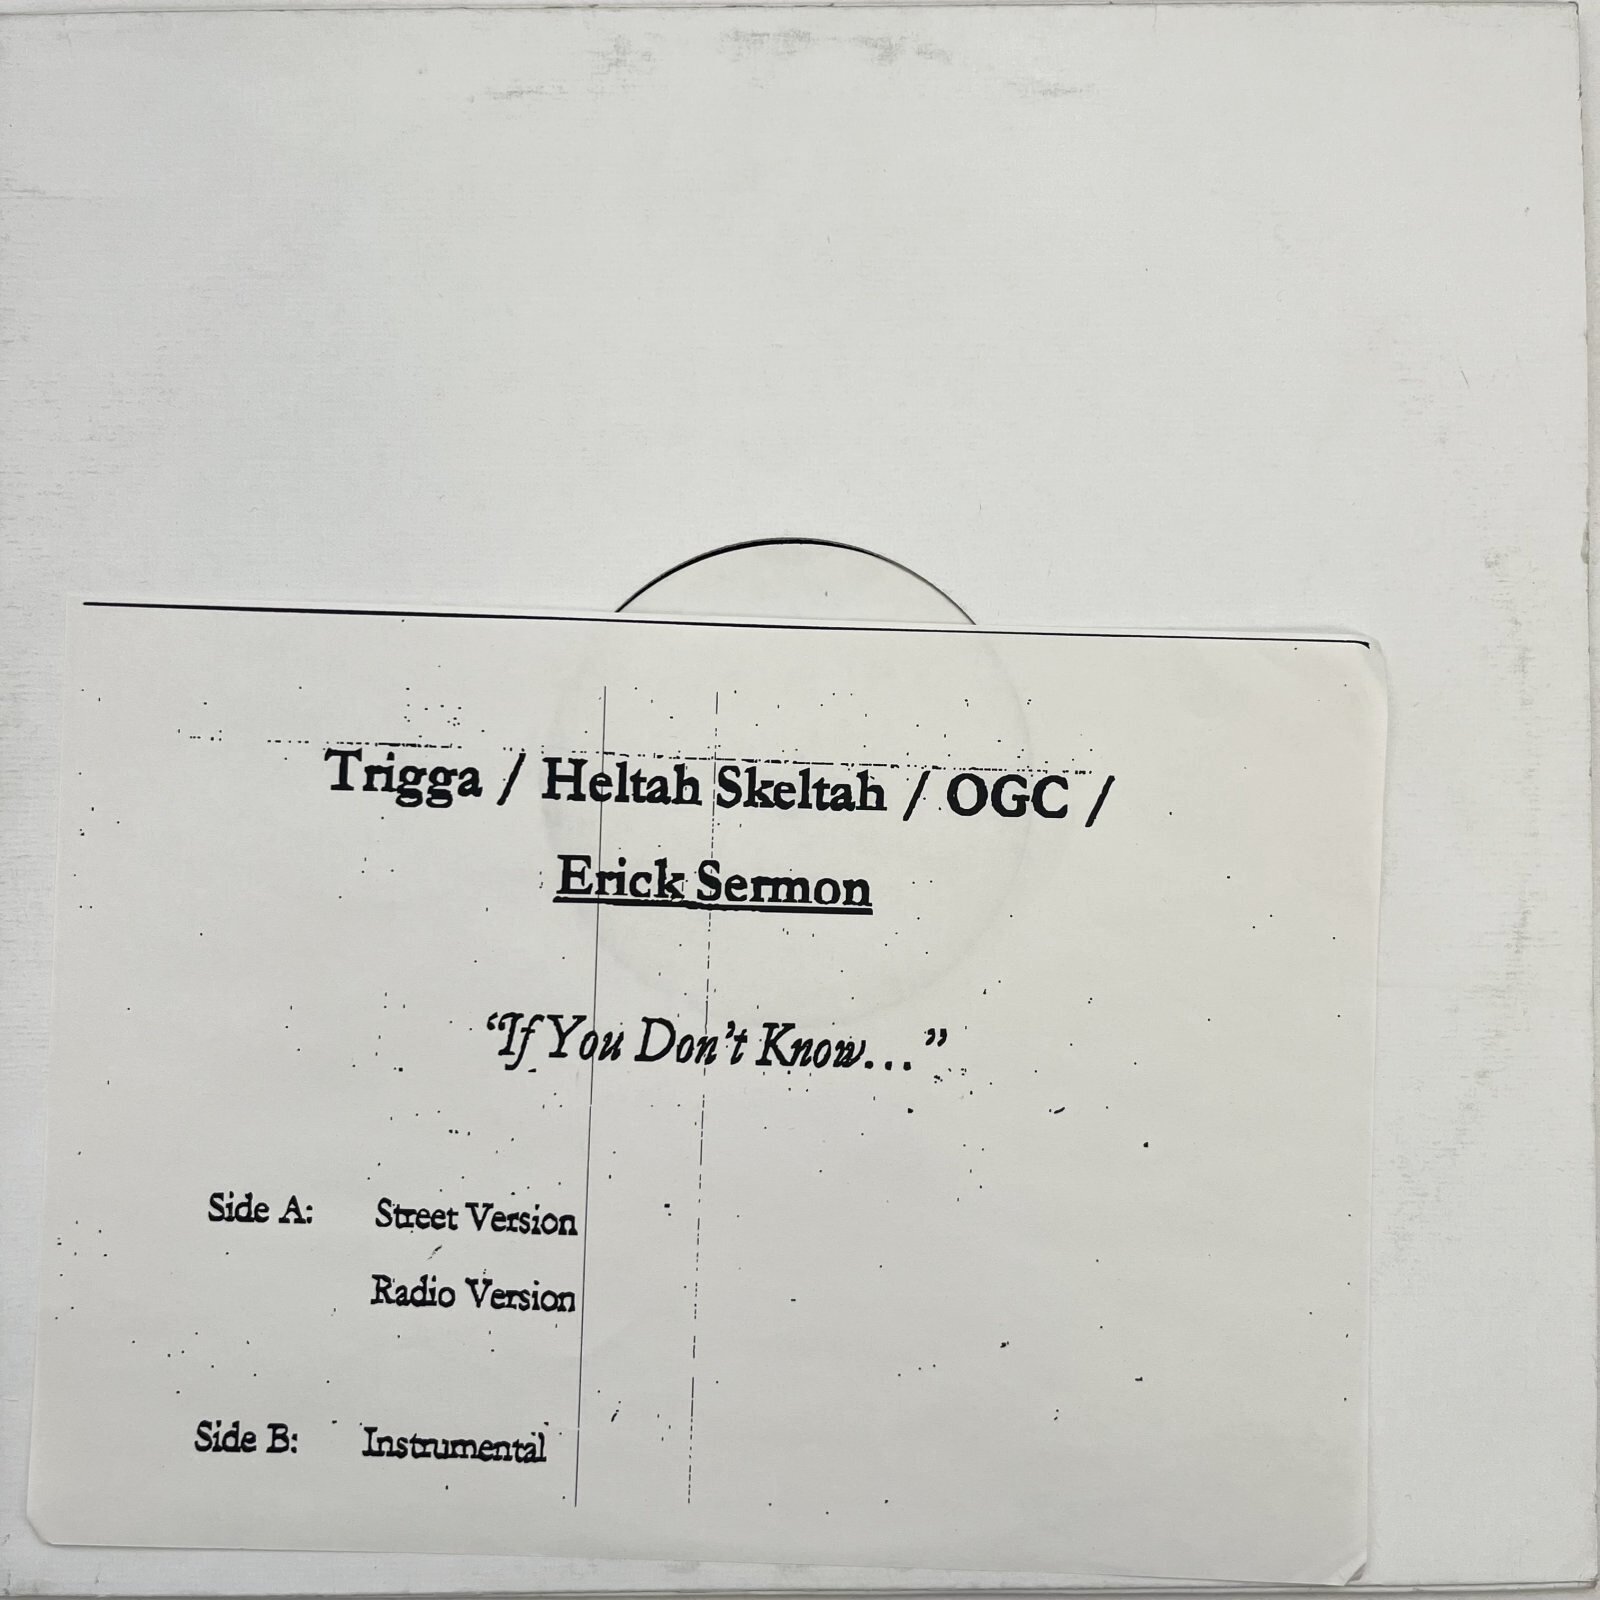 Trigga / Heltah Skeltah / OGC /
Erick Sermon
“If You Don’t Know...”
Side A: Street Version
Radio Version
Side B: Instrumental